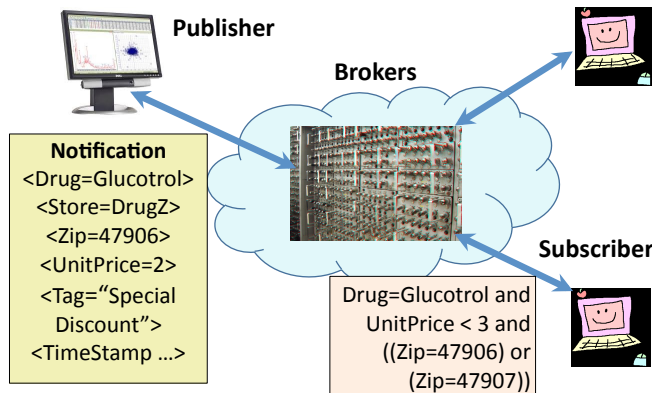 Publisher
Brokers
Notification
<Drug=Glucotrol>
<Store=DrugZ>
<Zip=47906>
<UnitPrice=2>
<Tag=“Special
Discount”>
<TimeStamp …>
Subscriber
Drug=Glucotrol and
UnitPrice < 3 and
((Zip=47906) or
(Zip=47907))